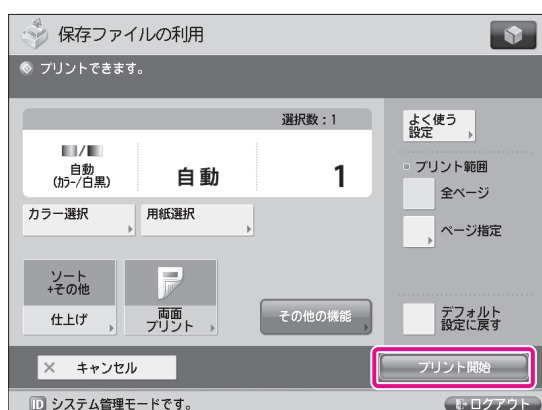 保存ファイルの利用
プリントできます。
選択数:1
自動
(カラー/白黒)
自動
1
カラー選択
用紙選択
ソート
+その他
仕上げ
両面
プリント
その他の機能
よく使う
設定
プリント範囲
全ページ
ページ指定
デフォルト
設定に戻す
キャンセル
プリント開始
ID システム管理モードです。
ログアウト